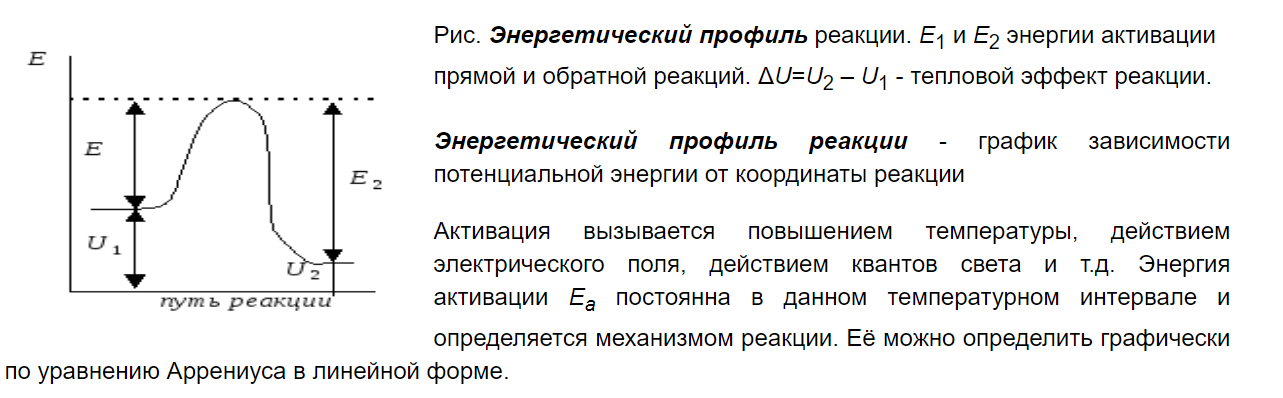 E
E
U1
E2
U2
путь реакции
Рис. Энергетический профиль реакции. E1 и E2 энергии активации
прямой и обратной реакций. ΔU=U2 – U1 - тепловой эффект реакции.
Энергетический профиль реакции - график зависимости
потенциальной энергии от координаты реакции
Активация вызывается повышением температуры, действием
электрического поля, действием квантов света и т.д. Энергия
активации Ea постоянна в данном температурном интервале и
определяется механизмом реакции. Её можно определить графически
по уравнению Аррениуса в линейной форме.